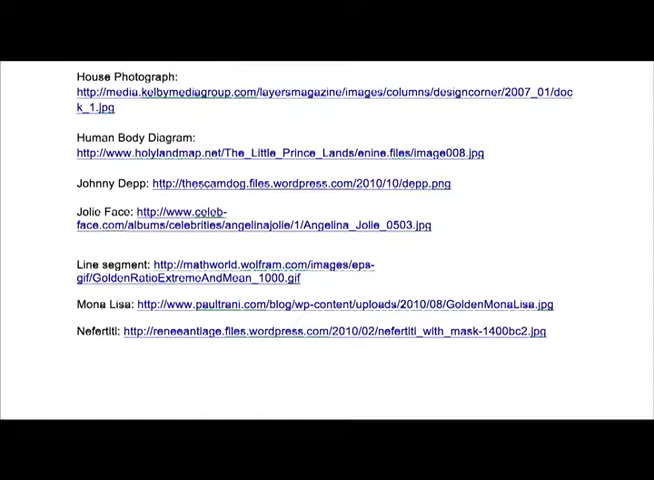 House Photograph:
http://media.kelbymediagroup.com/layersmagazine/images/columns/designcorner/2007_01/doc
k_1.jpg
Human Body Diagram:
http://www.holylandmap.net/The_Little_Prince_Lands/enine.files/image008.jpg
Johnny Depp: http://thescamdog.files.wordpress.com/2010/10/depp.png
Jolie Face: http://www.celeb-
face.com/albums/celebrities/angelinajolie/1/Angelina_Jolie_0503.jpg
Line segment: http://mathworld.wolfram.com/images/eps-
gif/GoldenRatioExtremeAndMean_1000.gif
Mona Lisa: http://www.paultrani.com/blog/wp-content/uploads/2010/08/GoldenMonaLisa.jpg
Nefertiti: http://reneeantiage.files.wordpress.com/2010/02/nefertiti_with_mask-1400bc2.jpg